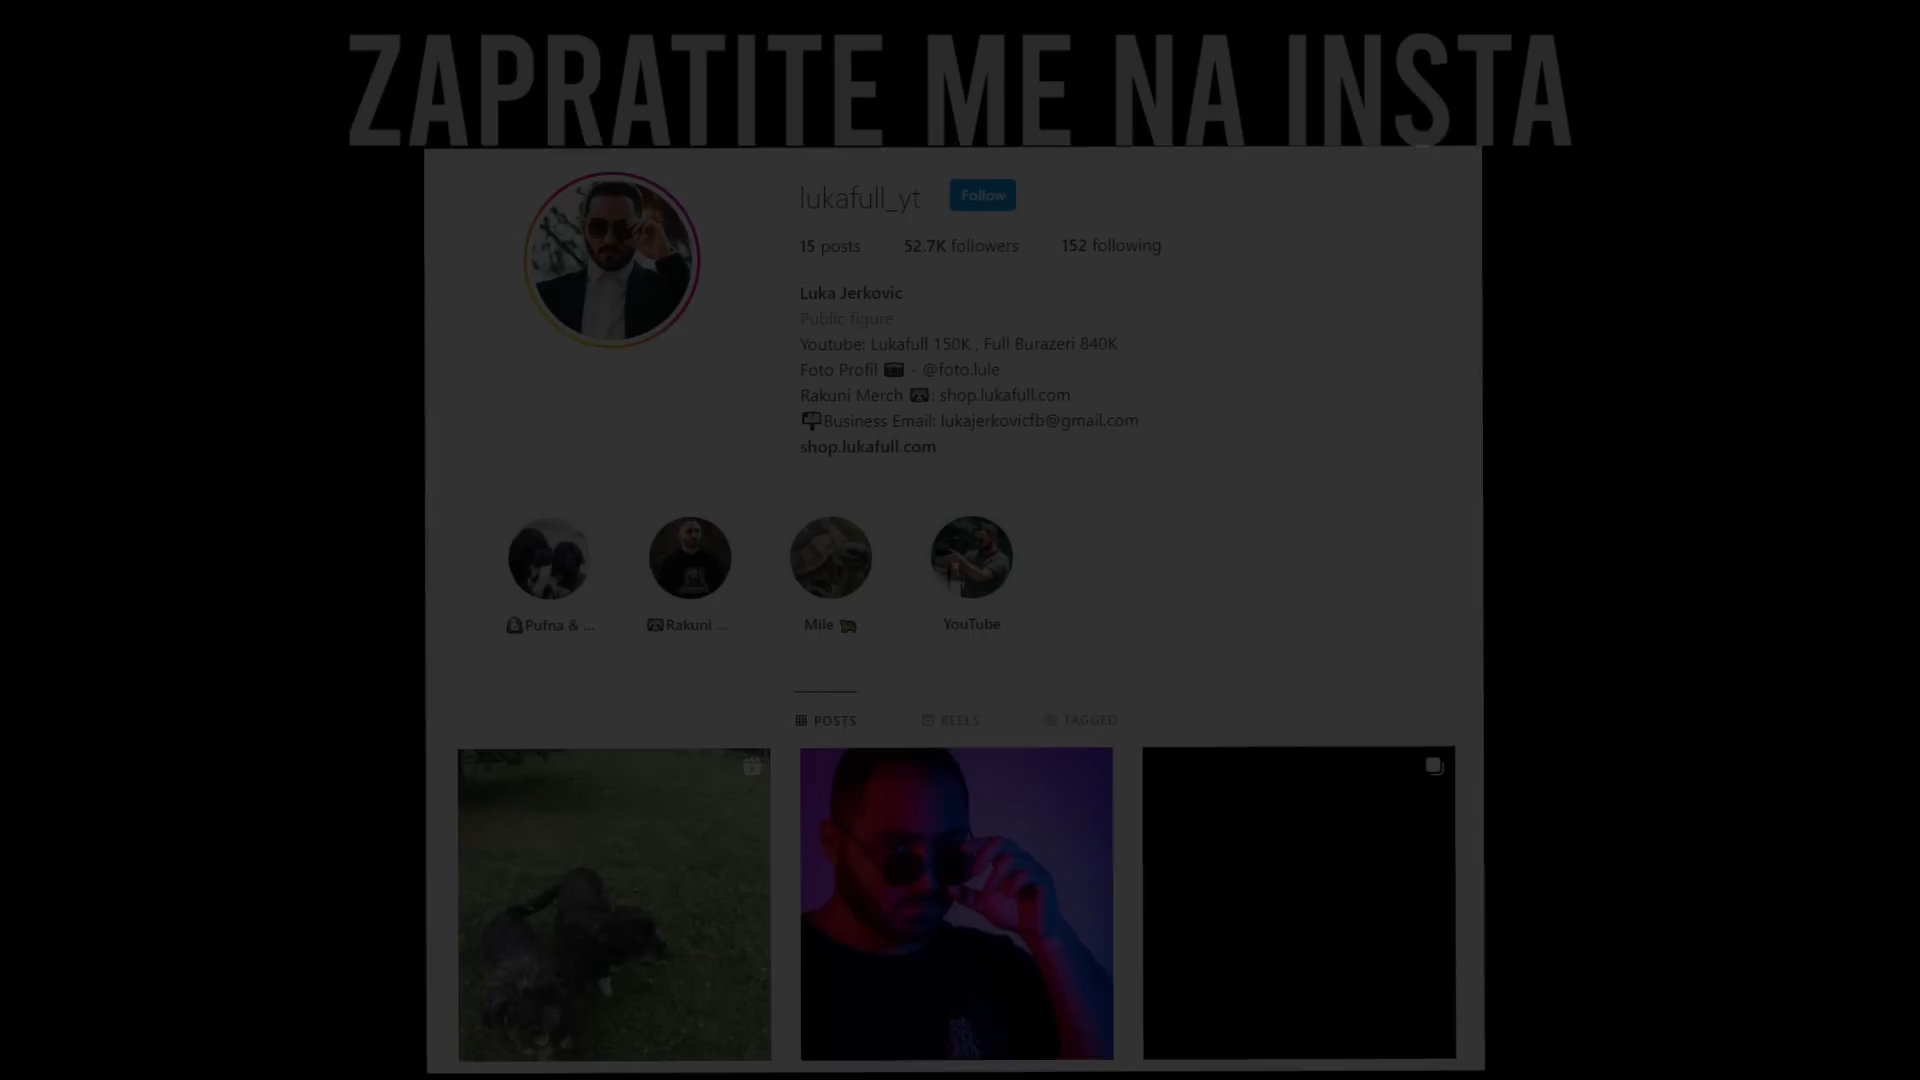 ZAPRATITE ME NA INSTA
lukafull_yt Follow
15 posts 52.7K followers 152 following
Luka Jerkovic
Public figure
Youtube: Lukafull 150K , Full Burazeri 840K
Foto Profil 📷 - @foto.lule
Rakuni Merch 🦝: shop.lukafull.com
📬Business Email: lukajerkovicfb@gmail.com
shop.lukafull.com
Pufna & ... 🦝Rakuni ... Mile 🐅 YouTube
POSTS REELS TAGGED